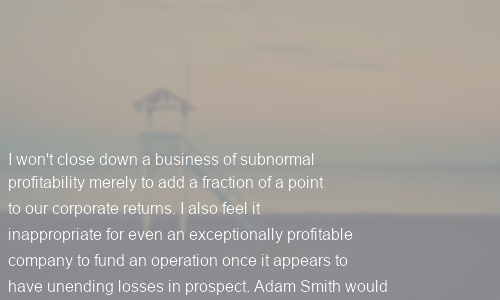 I won't close down a business of subnormal
profitability merely to add a fraction of a point
to our corporate returns. I also feel it
inappropriate for even an exceptionally profitable
company to fund an operation once it appears to
have unending losses in prospect. Adam Smith would